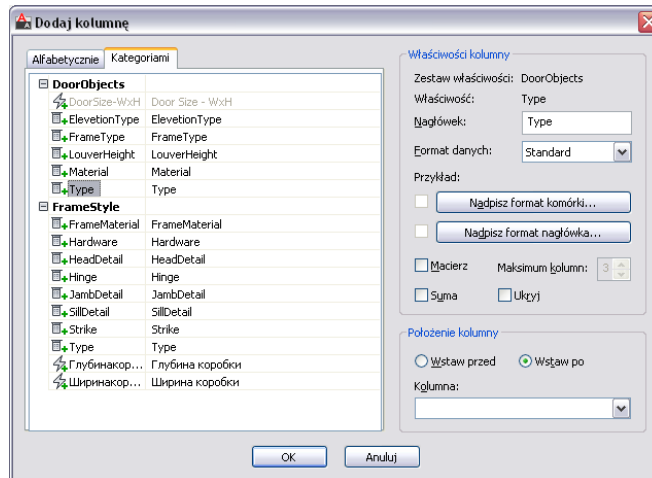 Dodaj kolumnę
Alfabetycznie Kategoriami
DoorObjects
DoorSize-WxH Door Size - WxH
ElevetionType ElevetionType
FrameType FrameType
LouverHeight LouverHeight
Material Material
Type Type
FrameStyle
FrameMaterial FrameMaterial
Hardware Hardware
HeadDetail HeadDetail
Hinge Hinge
JambDetail JambDetail
SillDetail SillDetail
Strike Strike
Type Type
Глубинакор... Глубина коробки
Ширинакор... Ширина коробки
Właściwości kolumny
Zestaw właściwości: DoorObjects
Właściwość: Type
Nagłówek: Type
Format danych: Standard
Przykład:
Nadpisz format komórki...
Nadpisz format nagłówka...
Macierz Maksimum kolumn: 3
Suma Ukryj
Położenie kolumny
Wstaw przed Wstaw po
Kolumna:
OK Anuluj